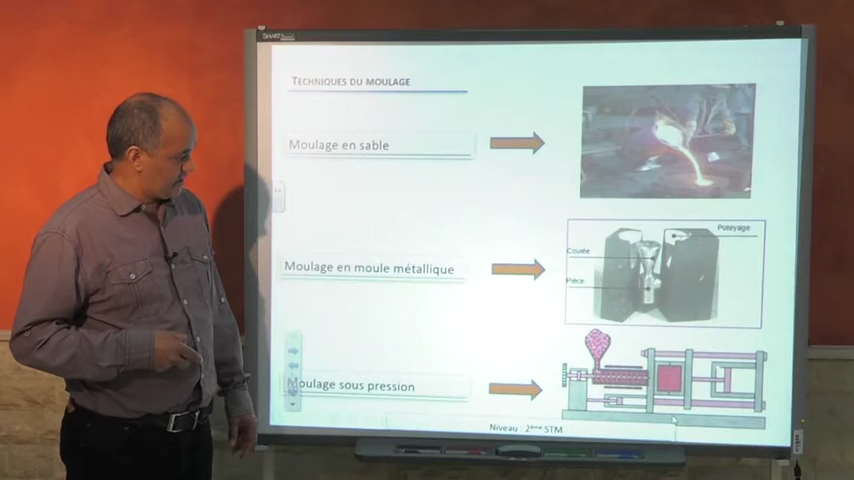 SMART
TECHNIQUES DU MOULAGE
Moulage en sable
Moulage en moule métallique
Poteyage
Coulée
Pièce
Moulage sous pression
Niveau : 2ème STM